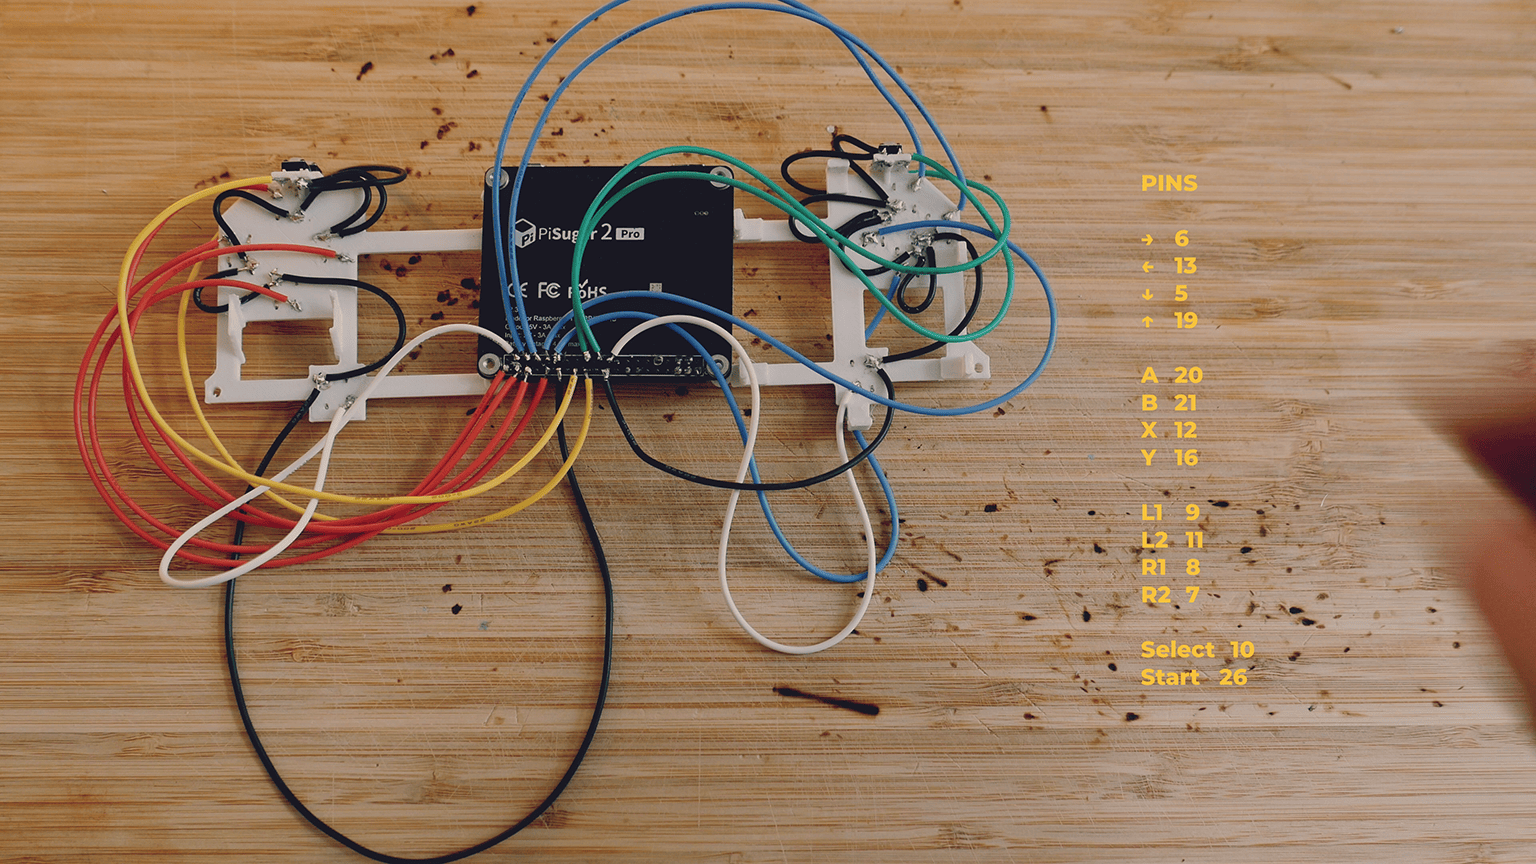 PiSugar 2 Pro
CE FC RoHS
PINS
→ 6
← 13
↓ 5
↑ 19
A 20
B 21
X 12
Y 16
L1 9
L2 11
R1 8
R2 7
Select 10
Start 26